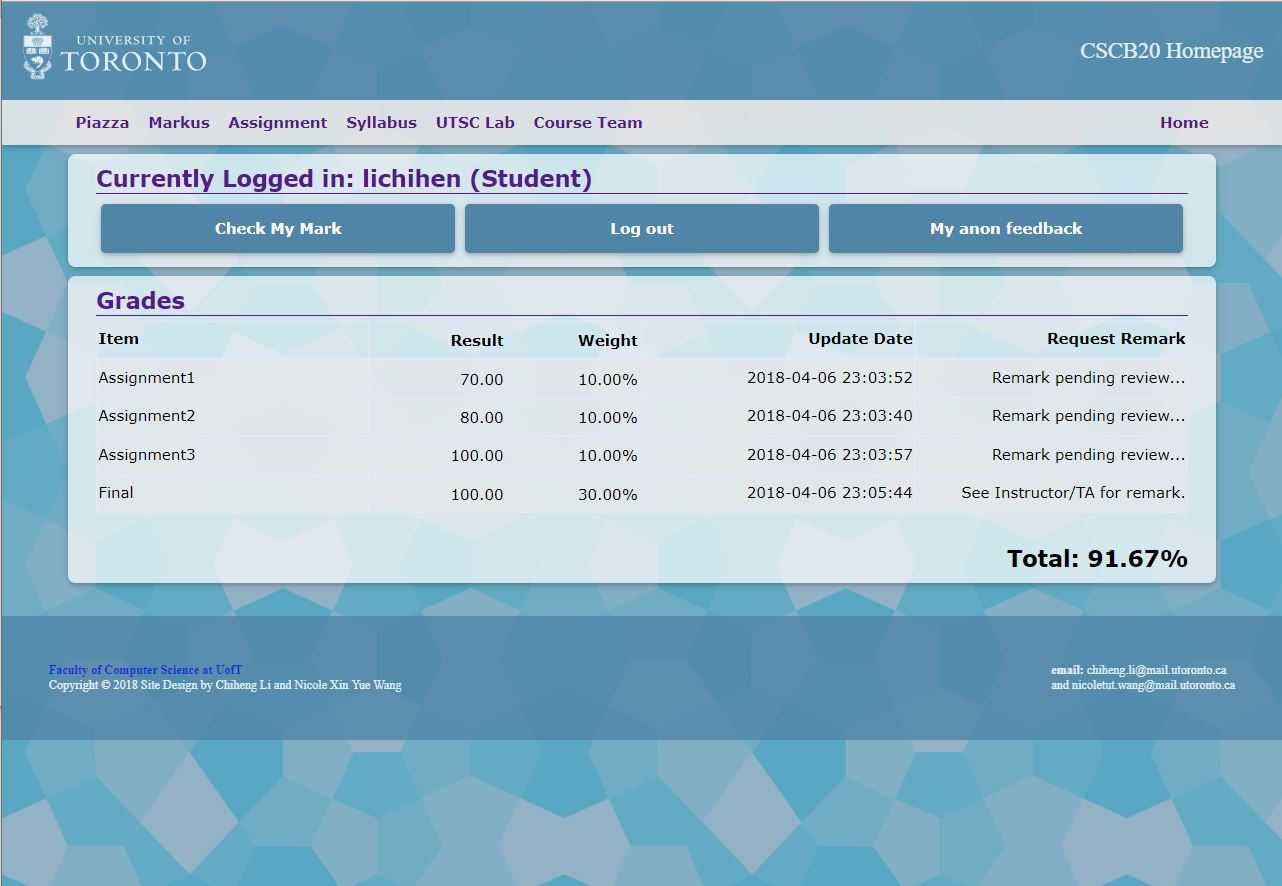 UNIVERSITY OF
TORONTO
CSCB20 Homepage
Piazza Markus Assignment Syllabus UTSC Lab Course Team Home
Currently Logged in: lichihen (Student)
Check My Mark Log out My anon feedback
Grades
Item Result Weight Update Date Request Remark
Assignment1 70.00 10.00% 2018-04-06 23:03:52 Remark pending review...
Assignment2 80.00 10.00% 2018-04-06 23:03:40 Remark pending review...
Assignment3 100.00 10.00% 2018-04-06 23:03:57 Remark pending review...
Final 100.00 30.00% 2018-04-06 23:05:44 See Instructor/TA for remark.
Total: 91.67%
Faculty of Computer Science at UofT
Copyright © 2018 Site Design by Chiheng Li and Nicole Xin Yue Wang
email: chiheng.li@mail.utoronto.ca
and nicoletut.wang@mail.utoronto.ca